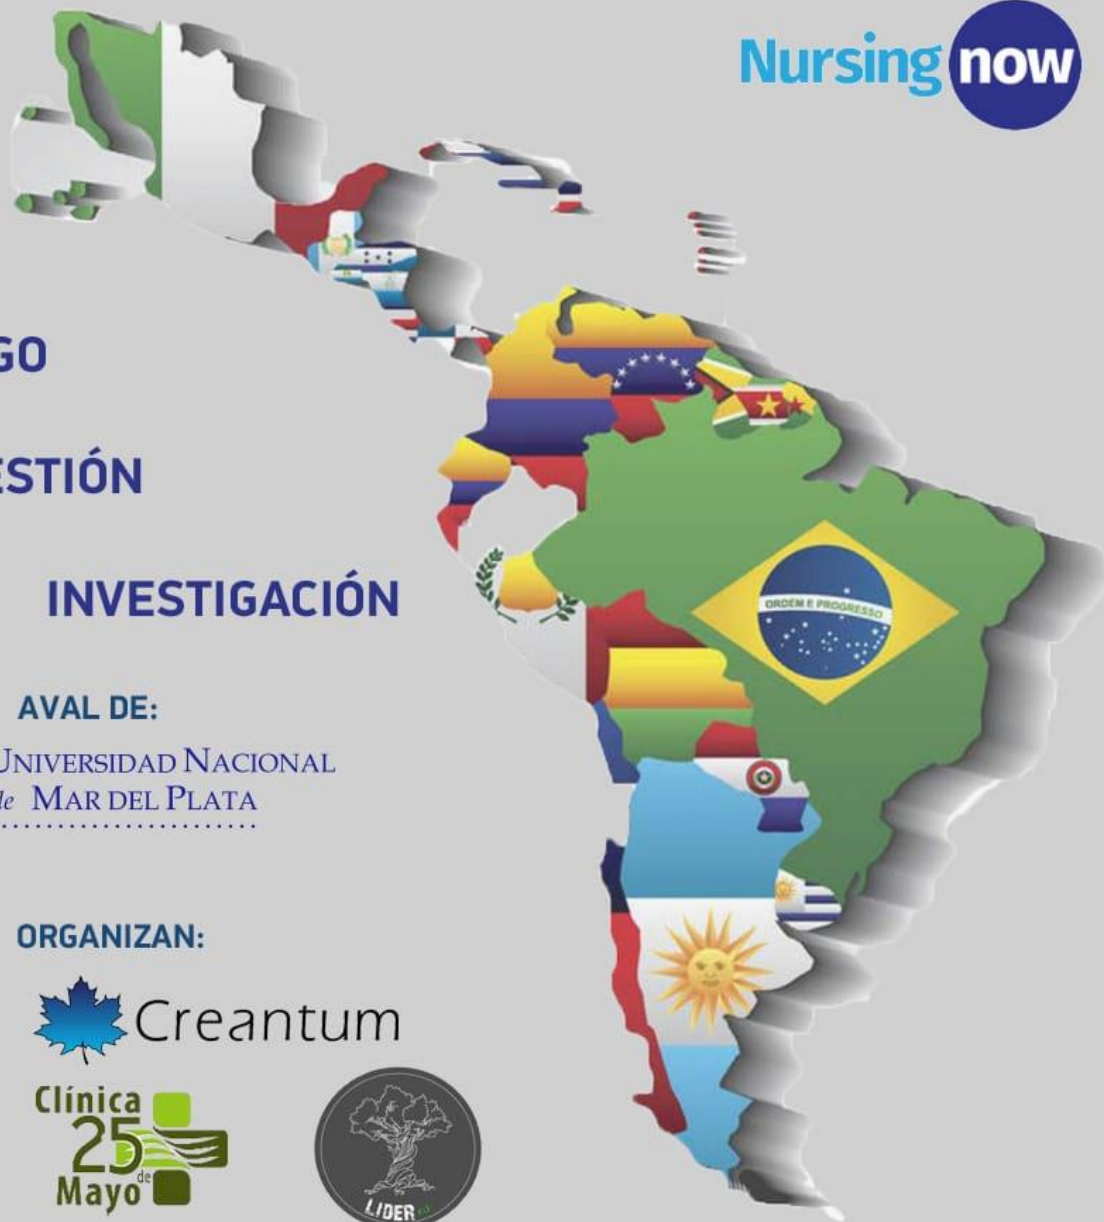 Nursing now
GO
ESTIÓN
INVESTIGACIÓN
ORDEM E PROGRESSO
AVAL DE:
UNIVERSIDAD NACIONAL
de MAR DEL PLATA
ORGANIZAN:
Creantum
Clínica
25
de
Mayo
LIDER